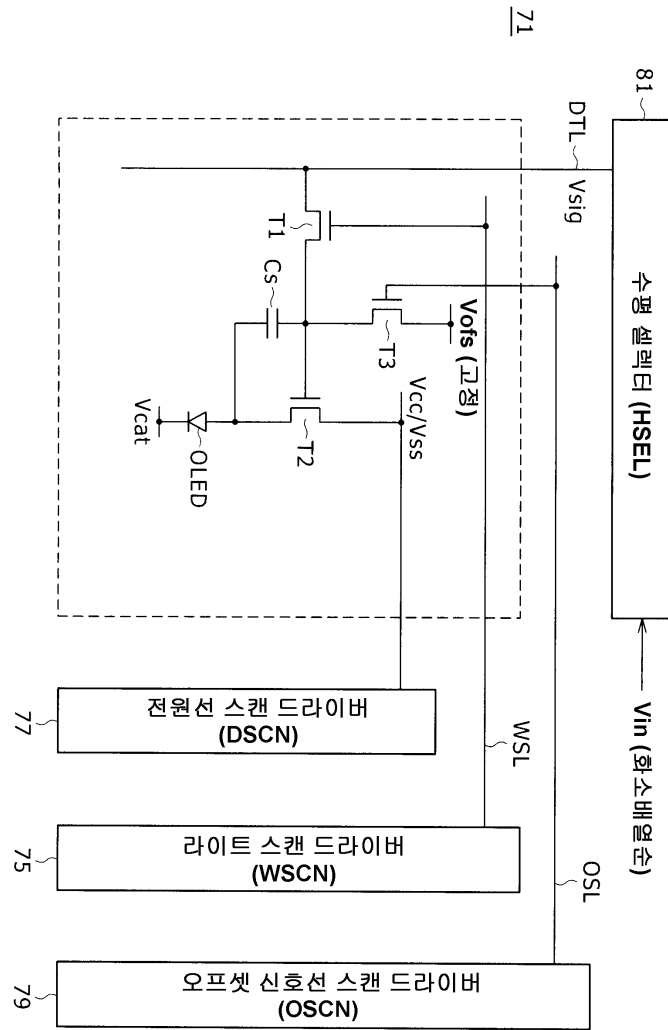 71
81
수평 셀렉터 (HSEL)
Vin (화소배열순)
DTL
Vsig
T1
Cs
T3
Vofs (고정)
Vcc/Vss
T2
OLED
Vcat
WSL
OSL
전원선 스캔 드라이버
(DSCN)
77
라이트 스캔 드라이버
(WSCN)
75
오프셋 신호선 스캔 드라이버
(OSCN)
79